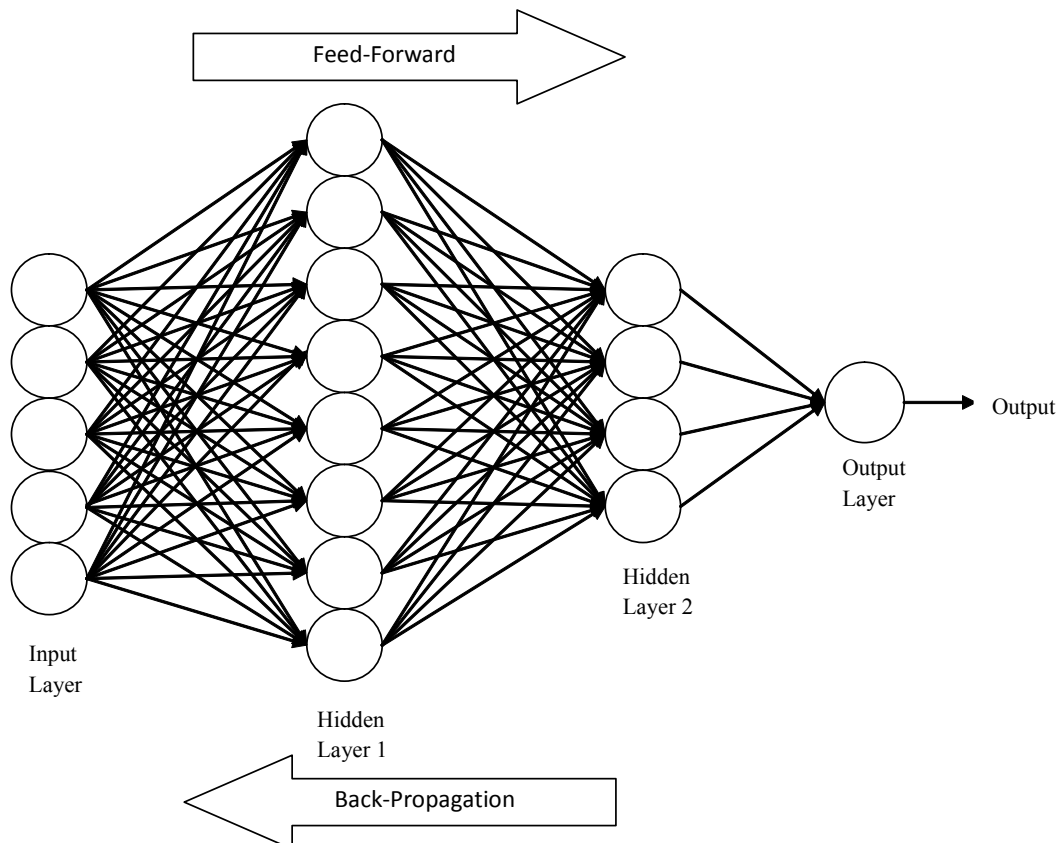 Feed-Forward
Output
Output
Layer
Hidden
Layer 2
Input
Layer
Hidden
Layer 1
Back-Propagation